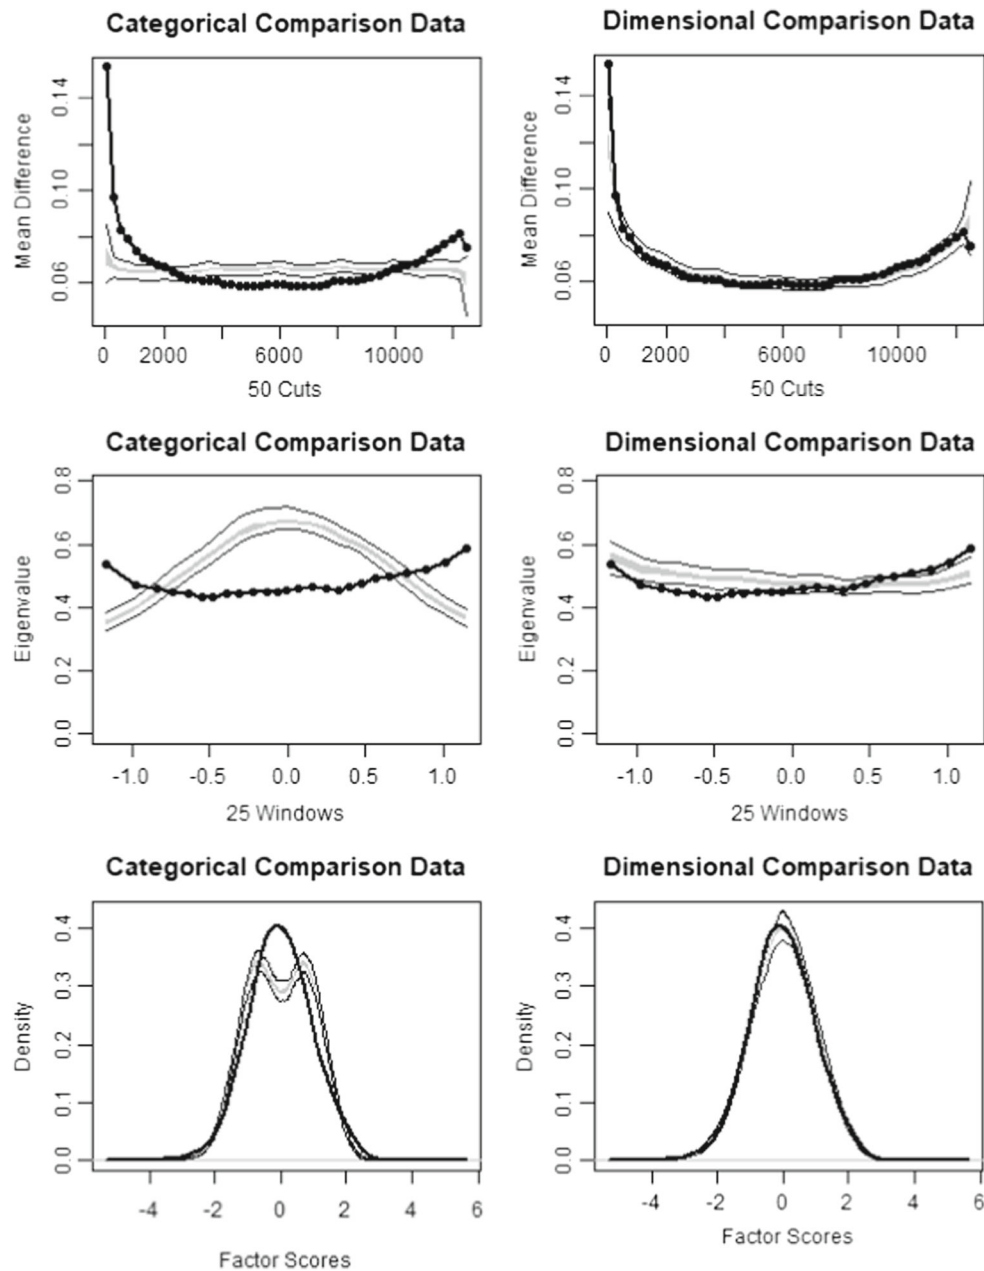 Categorical Comparison Data
Dimensional Comparison Data
Mean Difference
0.06 0.10 0.14
0 2000 6000 10000
50 Cuts
Mean Difference
0.06 0.10 0.14
0 2000 6000 10000
50 Cuts
Categorical Comparison Data
Dimensional Comparison Data
Eigenvalue
0.0 0.2 0.4 0.6 0.8
-1.0 -0.5 0.0 0.5 1.0
25 Windows
Eigenvalue
0.0 0.2 0.4 0.6 0.8
-1.0 -0.5 0.0 0.5 1.0
25 Windows
Categorical Comparison Data
Dimensional Comparison Data
Density
0.0 0.1 0.2 0.3 0.4
-4 -2 0 2 4 6
Factor Scores
Density
0.0 0.1 0.2 0.3 0.4
-4 -2 0 2 4 6
Factor Scores